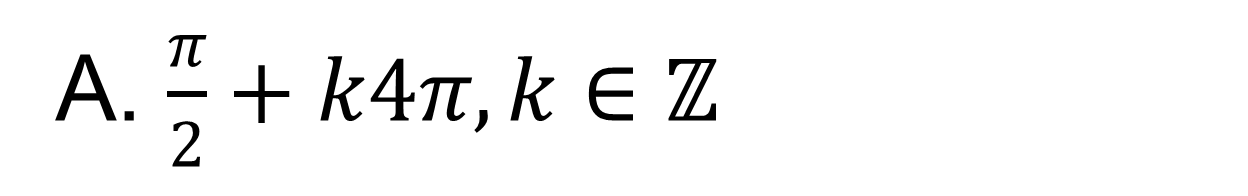 A. π/2 + k4π, k ∈ ℤ